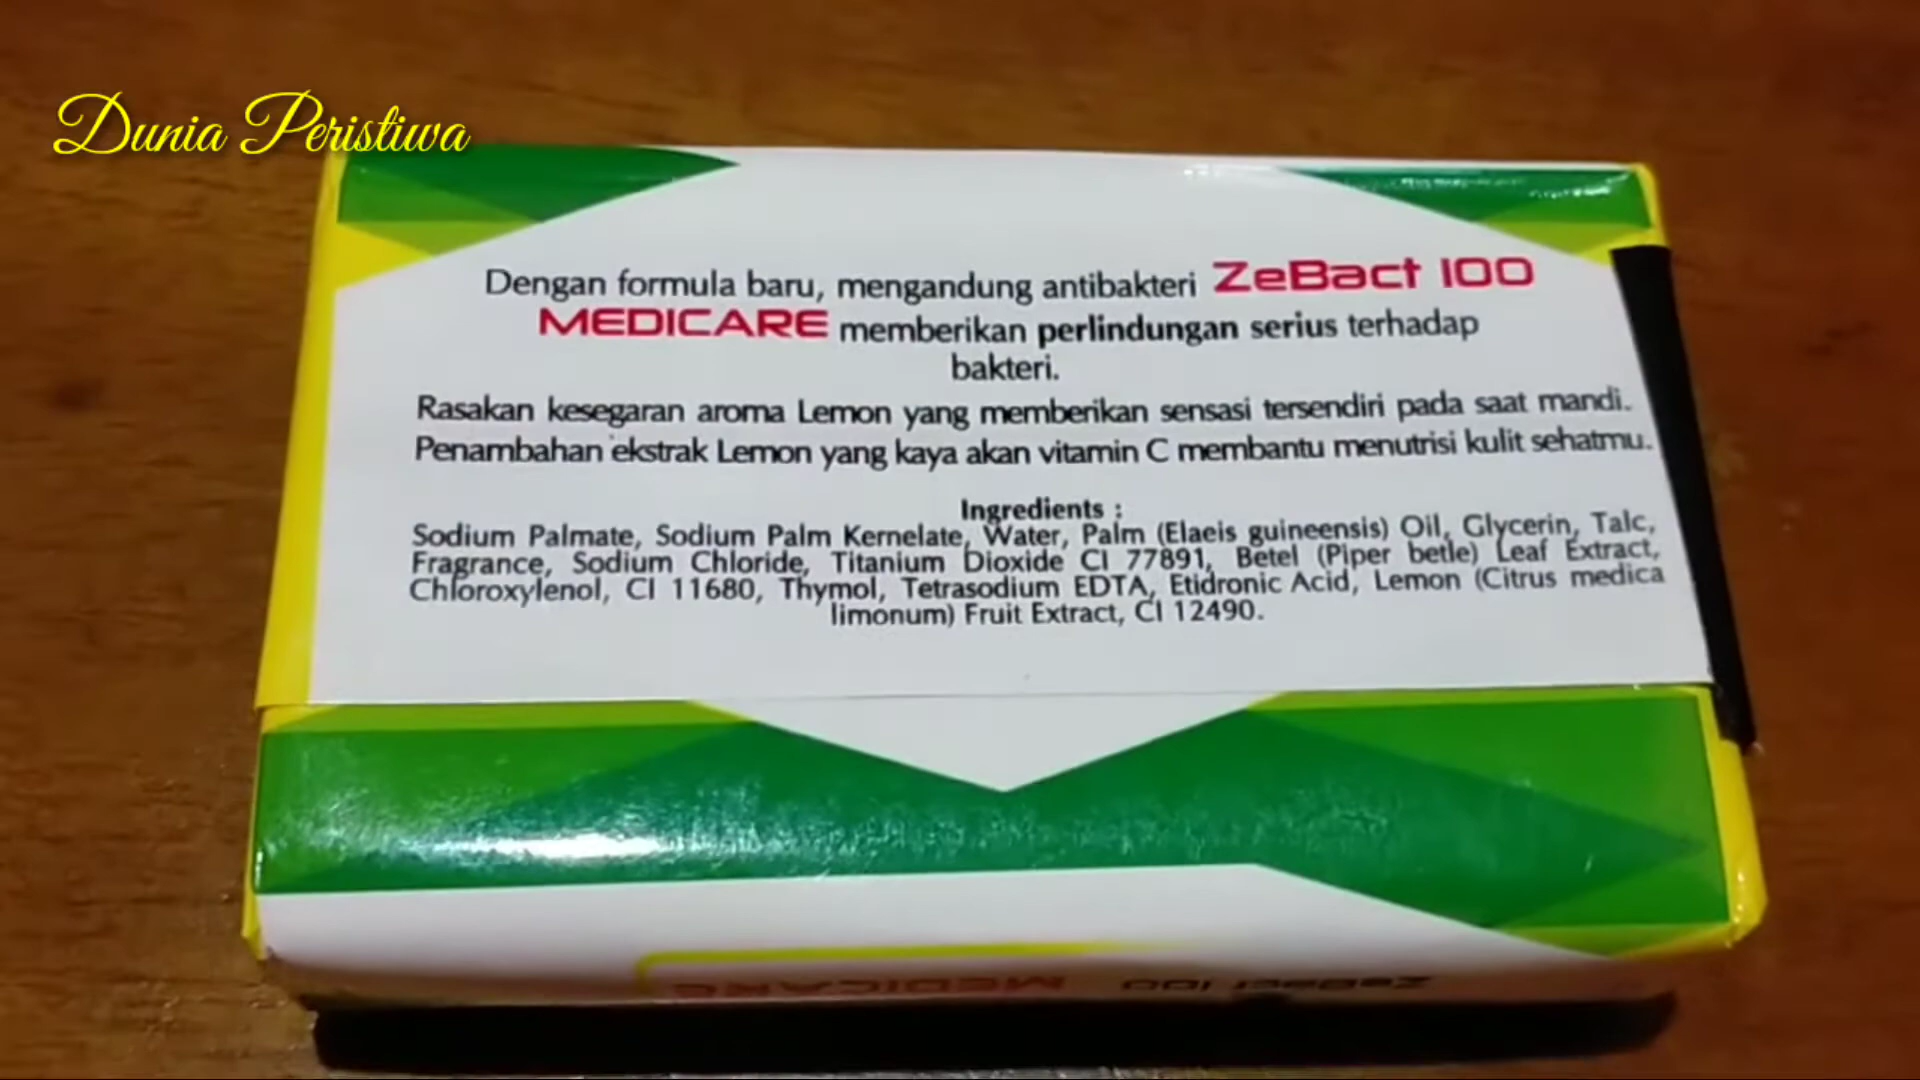 Dunia Peristiwa
Dengan formula baru, mengandung antibakteri ZeBact 100
MEDICARE memberikan perlindungan serius terhadap
bakteri.
Rasakan kesegaran aroma Lemon yang memberikan sensasi tersendiri pada saat mandi.
Penambahan ekstrak Lemon yang kaya akan vitamin C membantu menutrisi kulit sehatmu.
Ingredients :
Sodium Palmate, Sodium Palm Kernelate, Water, Palm (Elaeis guineensis) Oil, Glycerin, Talc,
Fragrance, Sodium Chloride, Titanium Dioxide CI 77891, Betel (Piper betle) Leaf Extract,
Chloroxylenol, CI 11680, Thymol, Tetrasodium EDTA, Etidronic Acid, Lemon (Citrus medica
limonum) Fruit Extract, CI 12490.
ZeBact 100 MEDICARE